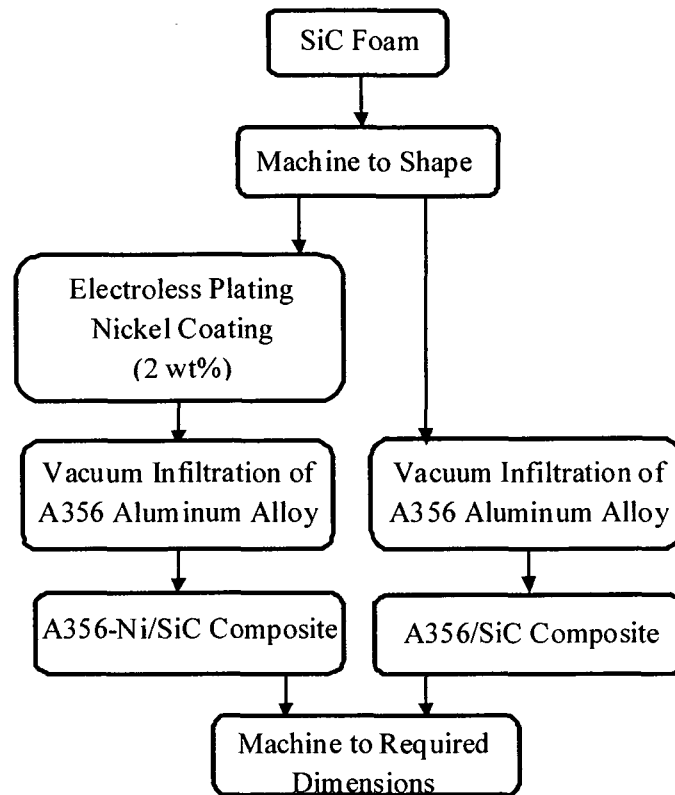 SiC Foam
Machine to Shape
Electroless Plating
Nickel Coating
(2 wt%)
Vacuum Infiltration of
A356 Aluminum Alloy
Vacuum Infiltration of
A356 Aluminum Alloy
A356-Ni/SiC Composite
A356/SiC Composite
Machine to Required
Dimensions